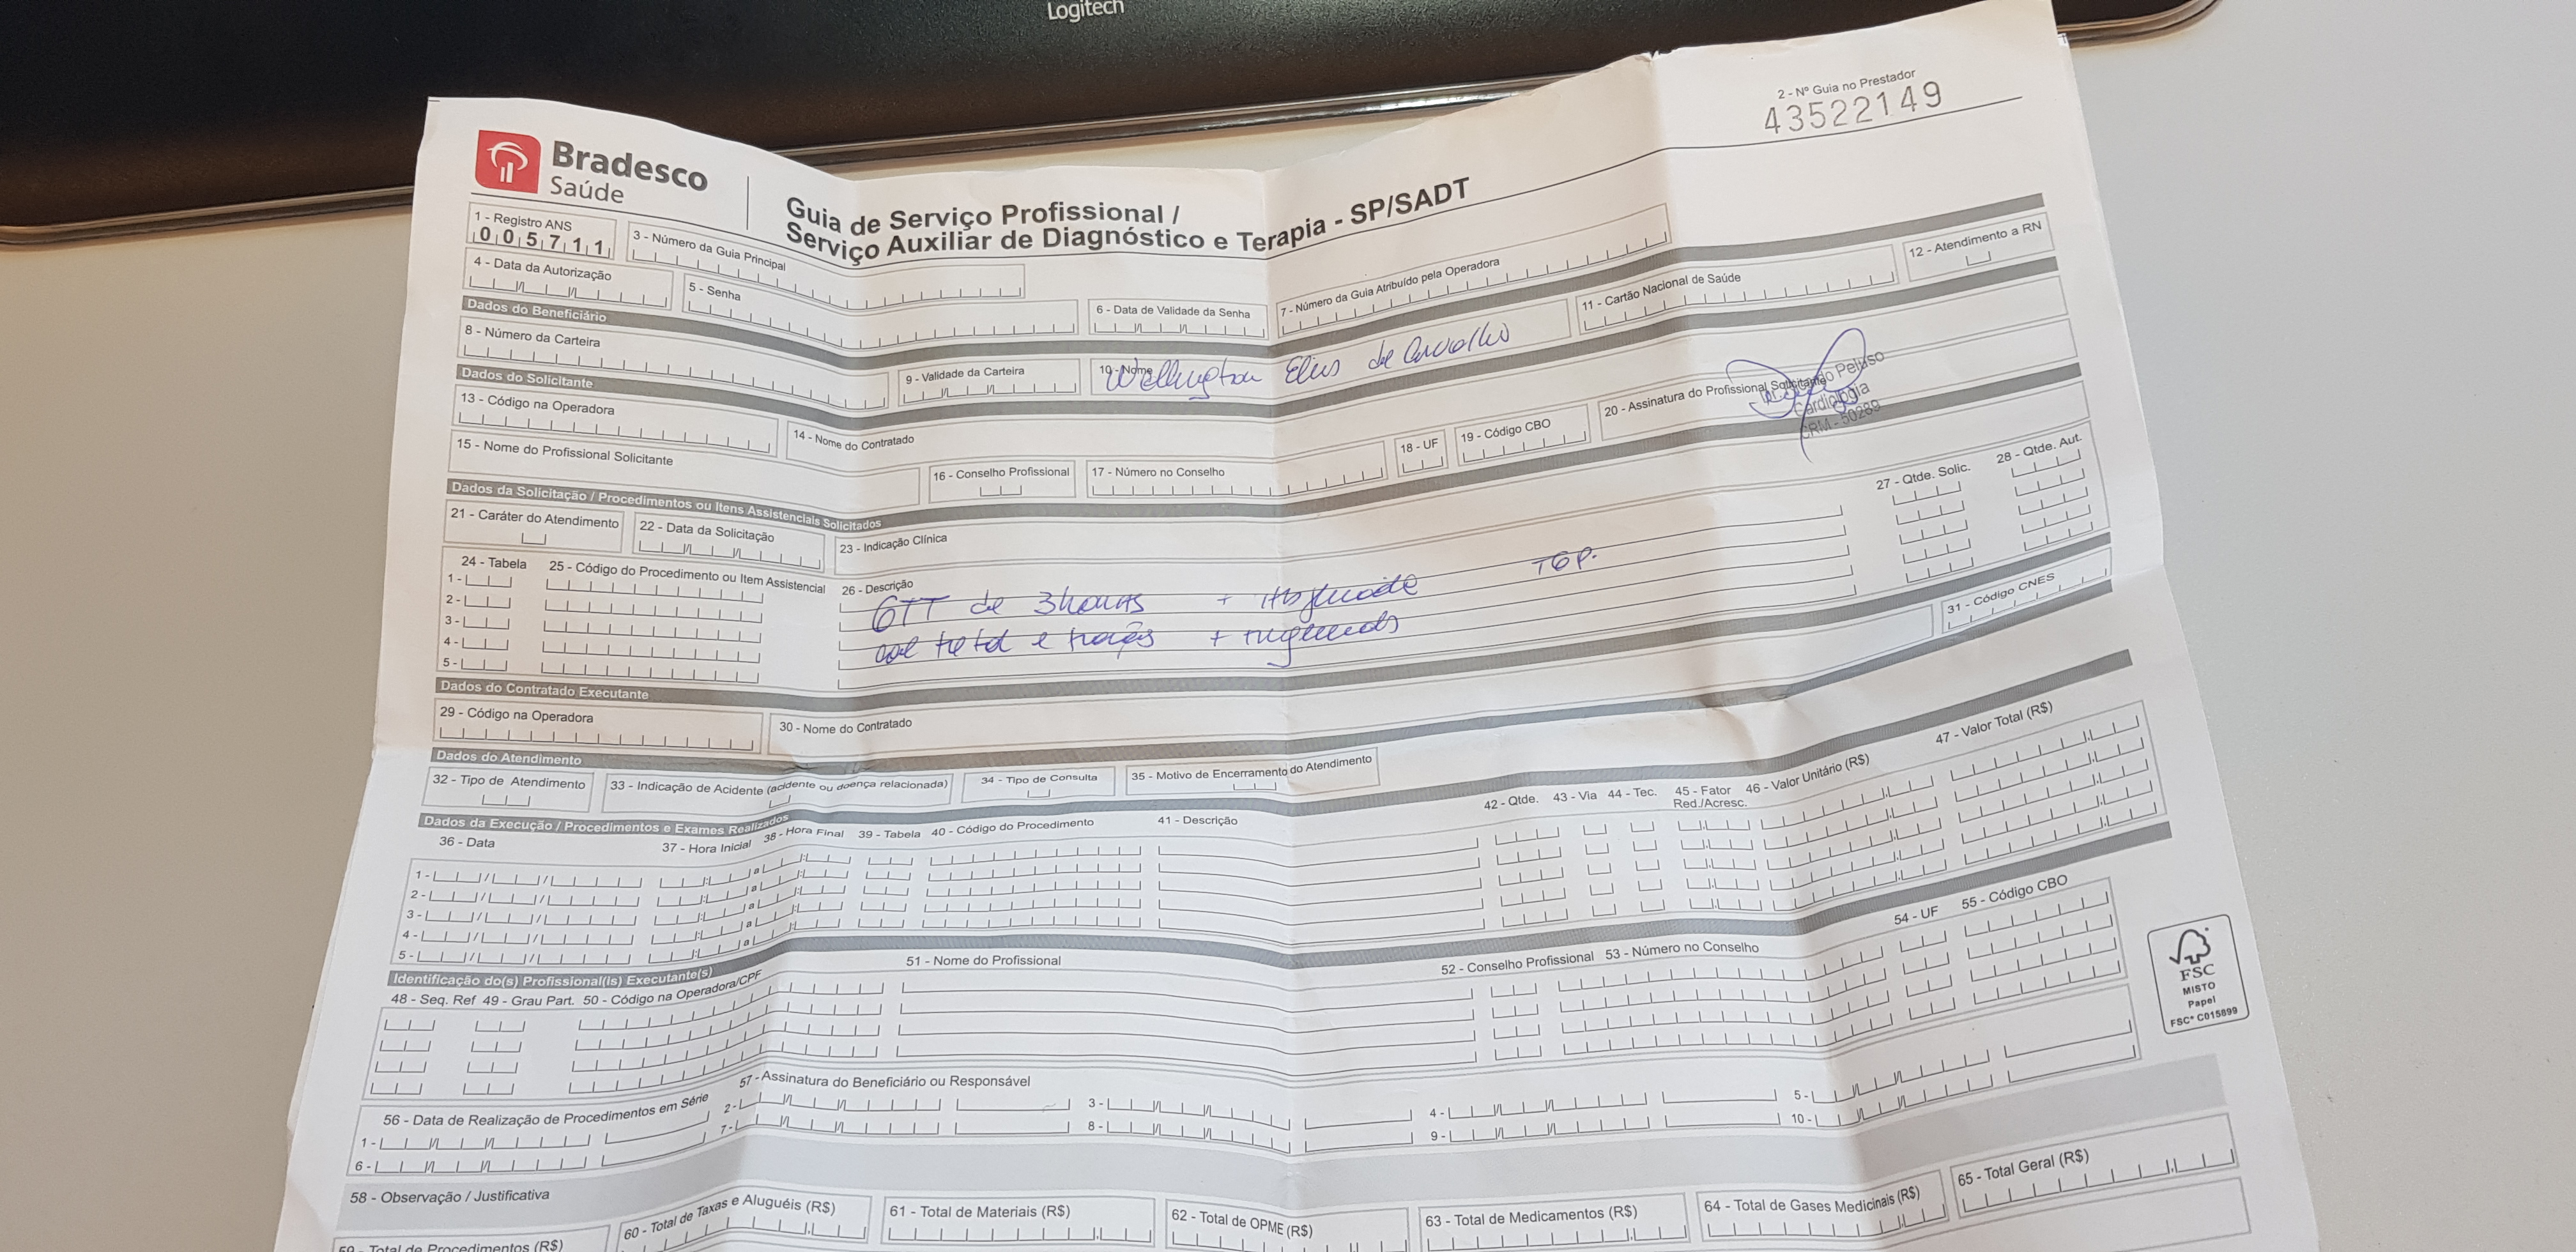 Logitech
2 - Nº Guia no Prestador
43522149
Bradesco
Saúde
Guia de Serviço Profissional /
Serviço Auxiliar de Diagnóstico e Terapia - SP/SADT
1 - Registro ANS
005711
3 - Número da Guia Principal
4 - Data da Autorização
5 - Senha
6 - Data de Validade da Senha
7 - Número da Guia Atribuído pela Operadora
Dados do Beneficiário
8 - Número da Carteira
9 - Validade da Carteira
10 - Nome
Wellington Elias de Carvalho
11 - Cartão Nacional de Saúde
12 - Atendimento a RN
Dados do Solicitante
13 - Código na Operadora
14 - Nome do Contratado
15 - Nome do Profissional Solicitante
16 - Conselho Profissional
17 - Número no Conselho
18 - UF
19 - Código CBO
20 - Assinatura do Profissional Solicitante
Peluso
Cardiologia
CRM - 50289
Dados da Solicitação / Procedimentos ou Itens Assistenciais Solicitados
21 - Caráter do Atendimento
22 - Data da Solicitação
23 - Indicação Clínica
24 - Tabela
25 - Código do Procedimento ou Item Assistencial
26 - Descrição
27 - Qtde. Solic.
28 - Qtde. Aut.
1 -
2 -
3 -
4 -
5 -
GTT de 3 horas + TGP.
col total e frações +
Dados do Contratado Executante
29 - Código na Operadora
30 - Nome do Contratado
31 - Código CNES
Dados do Atendimento
32 - Tipo de Atendimento
33 - Indicação de Acidente (acidente ou doença relacionada)
34 - Tipo de Consulta
35 - Motivo de Encerramento do Atendimento
Dados da Execução / Procedimentos e Exames Realizados
36 - Data
37 - Hora Inicial
38 - Hora Final
39 - Tabela
40 - Código do Procedimento
41 - Descrição
42 - Qtde.
43 - Via
44 - Tec.
45 - Fator Red./Acresc.
46 - Valor Unitário (R$)
47 - Valor Total (R$)
1 - / / : a :
2 - / / : a :
3 - / / : a :
4 - / / : a :
5 - / / : a :
Identificação do(s) Profissional(is) Executante(s)
48 - Seq. Ref
49 - Grau Part.
50 - Código na Operadora/CPF
51 - Nome do Profissional
52 - Conselho Profissional
53 - Número no Conselho
54 - UF
55 - Código CBO
FSC
MISTO
Papel
FSC® C015899
56 - Data de Realização de Procedimentos em Série
57 - Assinatura do Beneficiário ou Responsável
1 - 2 - 3 - 4 - 5 -
6 - 7 - 8 - 9 - 10 -
58 - Observação / Justificativa
59 - Total de Procedimentos (R$)
60 - Total de Taxas e Aluguéis (R$)
61 - Total de Materiais (R$)
62 - Total de OPME (R$)
63 - Total de Medicamentos (R$)
64 - Total de Gases Medicinais (R$)
65 - Total Geral (R$)